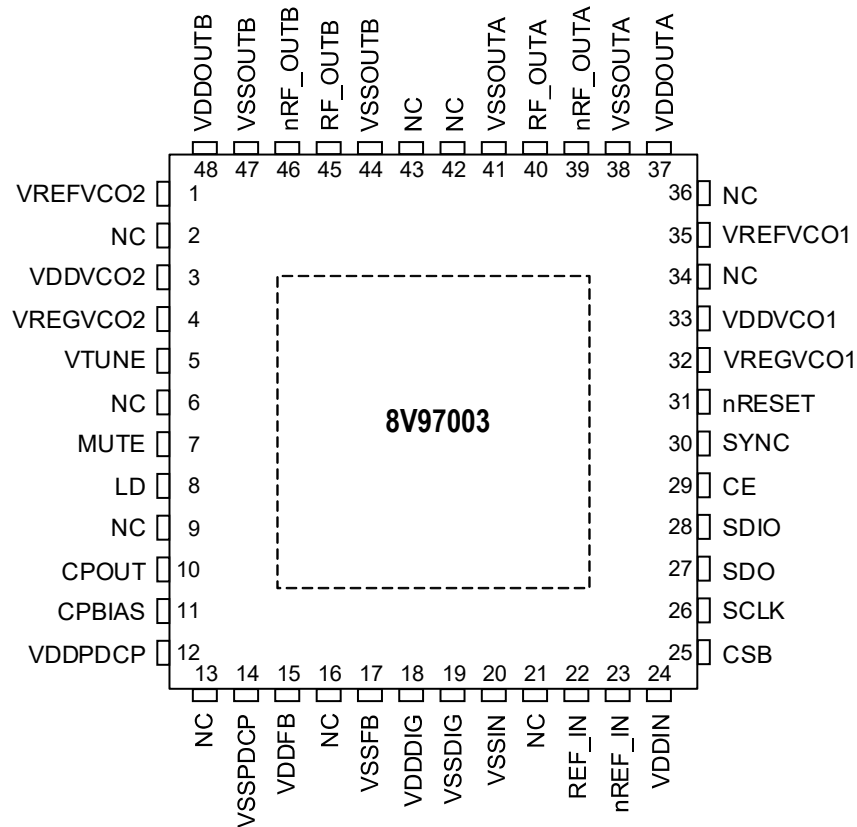 VDDOUTB
VSSOUTB
nRF_OUTB
RF_OUTB
VSSOUTB
NC
NC
VSSOUTA
RF_OUTA
nRF_OUTA
VSSOUTA
VDDOUTA
48 47 46 45 44 43 42 41 40 39 38 37
VREFVCO2 1
NC 2
VDDVCO2 3
VREGVCO2 4
VTUNE 5
NC 6
MUTE 7
LD 8
NC 9
CPOUT 10
CPBIAS 11
VDDPDCP 12
8V97003
36 NC
35 VREFVCO1
34 NC
33 VDDVCO1
32 VREGVCO1
31 nRESET
30 SYNC
29 CE
28 SDIO
27 SDO
26 SCLK
25 CSB
13 14 15 16 17 18 19 20 21 22 23 24
NC
VSSPDCP
VDDFB
NC
VSSFB
VDDDIG
VSSDIG
VSSIN
NC
REF_IN
nREF_IN
VDDIN